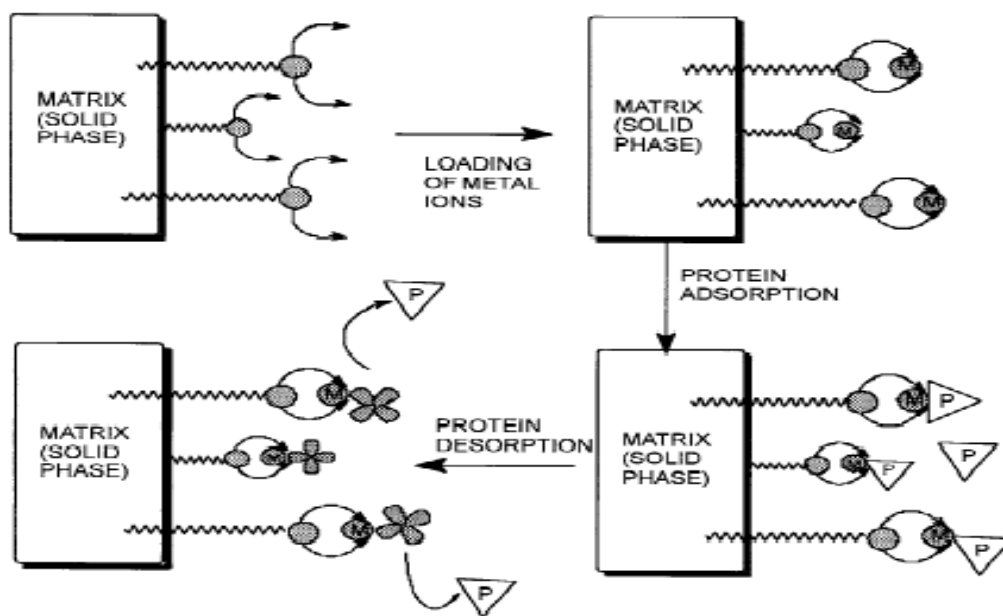 MATRIX
(SOLID
PHASE)
LOADING
OF METAL
IONS
MATRIX
(SOLID
PHASE)
M
M
M
PROTEIN
ADSORPTION
MATRIX
(SOLID
PHASE)
M
P
M
P
P
M
P
PROTEIN
DESORPTION
MATRIX
(SOLID
PHASE)
P
M
M
M
P